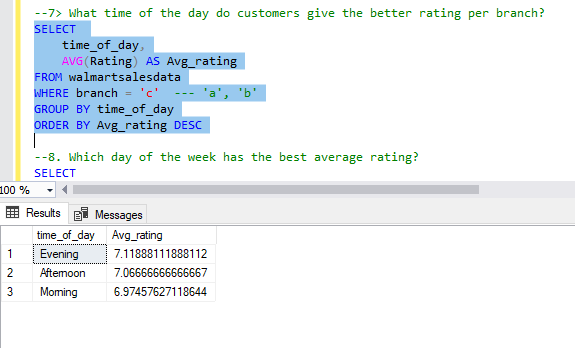 --7> What time of the day do customers give the better rating per branch?
SELECT
time_of_day,
AVG(Rating) AS Avg_rating
FROM walmartsalesdata
WHERE branch = 'c' --- 'a', 'b'
GROUP BY time_of_day
ORDER BY Avg_rating DESC
--8. Which day of the week has the best average rating?
SELECT
100 %
Results Messages
time_of_day Avg_rating
1 Evening 7.11888111888112
2 Afternoon 7.06666666666667
3 Morning 6.97457627118644